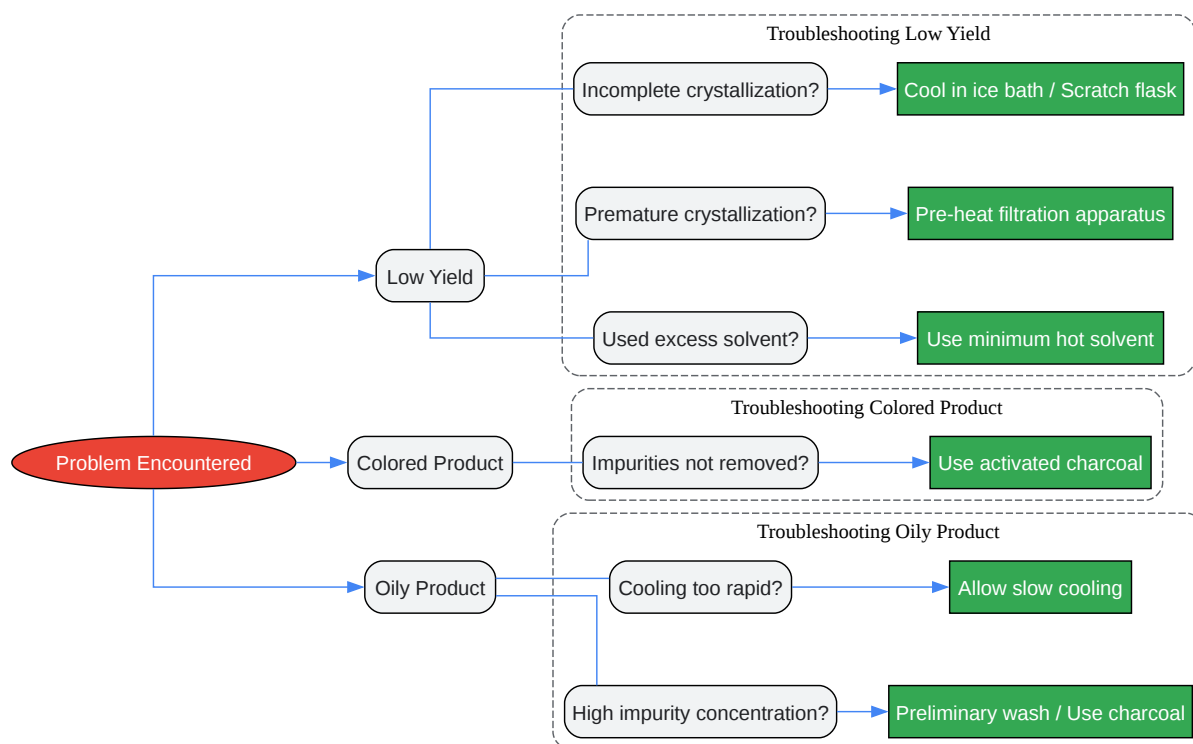 Troubleshooting Low Yield
Incomplete crystallization?
Cool in ice bath / Scratch flask
Premature crystallization?
Pre-heat filtration apparatus
Low Yield
Used excess solvent?
Use minimum hot solvent
Troubleshooting Colored Product
Problem Encountered
Colored Product
Impurities not removed?
Use activated charcoal
Troubleshooting Oily Product
Oily Product
Cooling too rapid?
Allow slow cooling
High impurity concentration?
Preliminary wash / Use charcoal